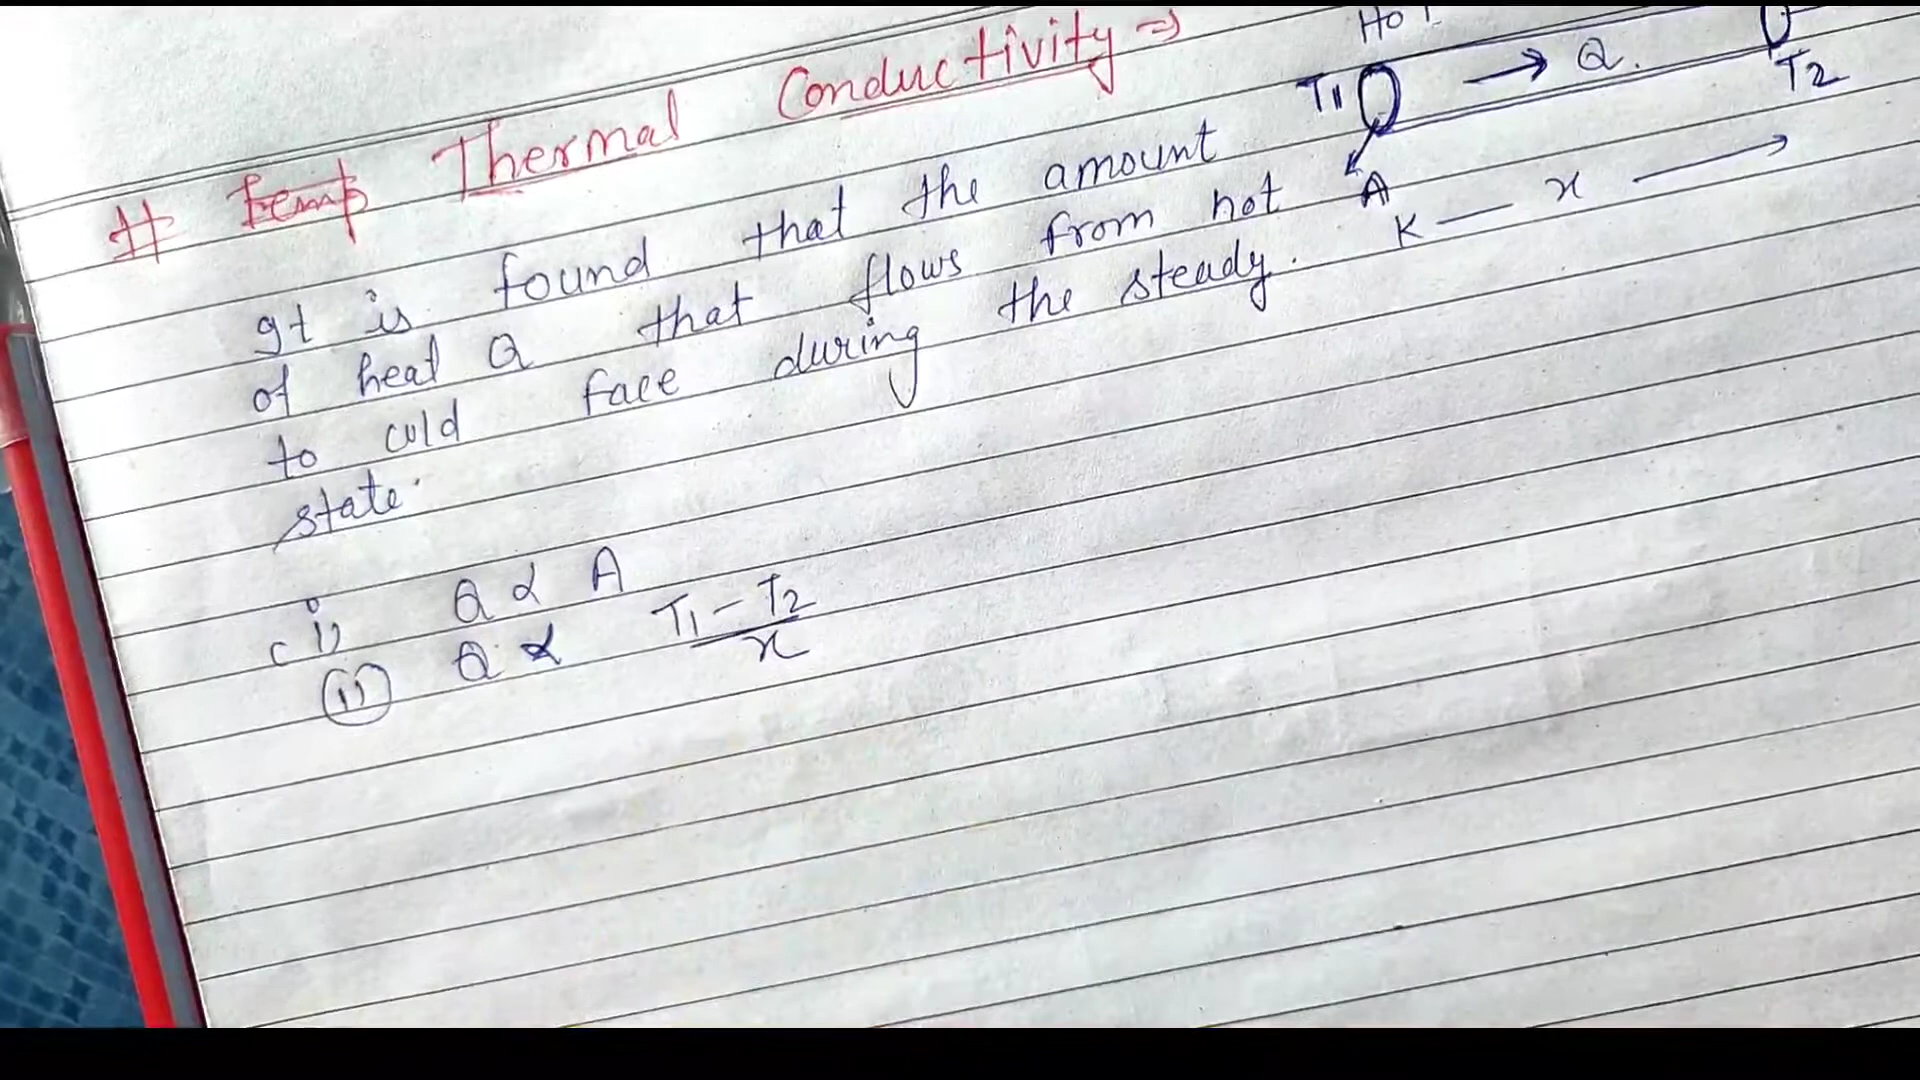 # Temp Thermal Conductivity ⇒
Hot
T1 → Q. T2
A
K — x →
It is found that the amount
of heat Q that flows from hot
to cold face during the steady.
state.
(i) Q α A
(ii) Q α T1 - T2 / x